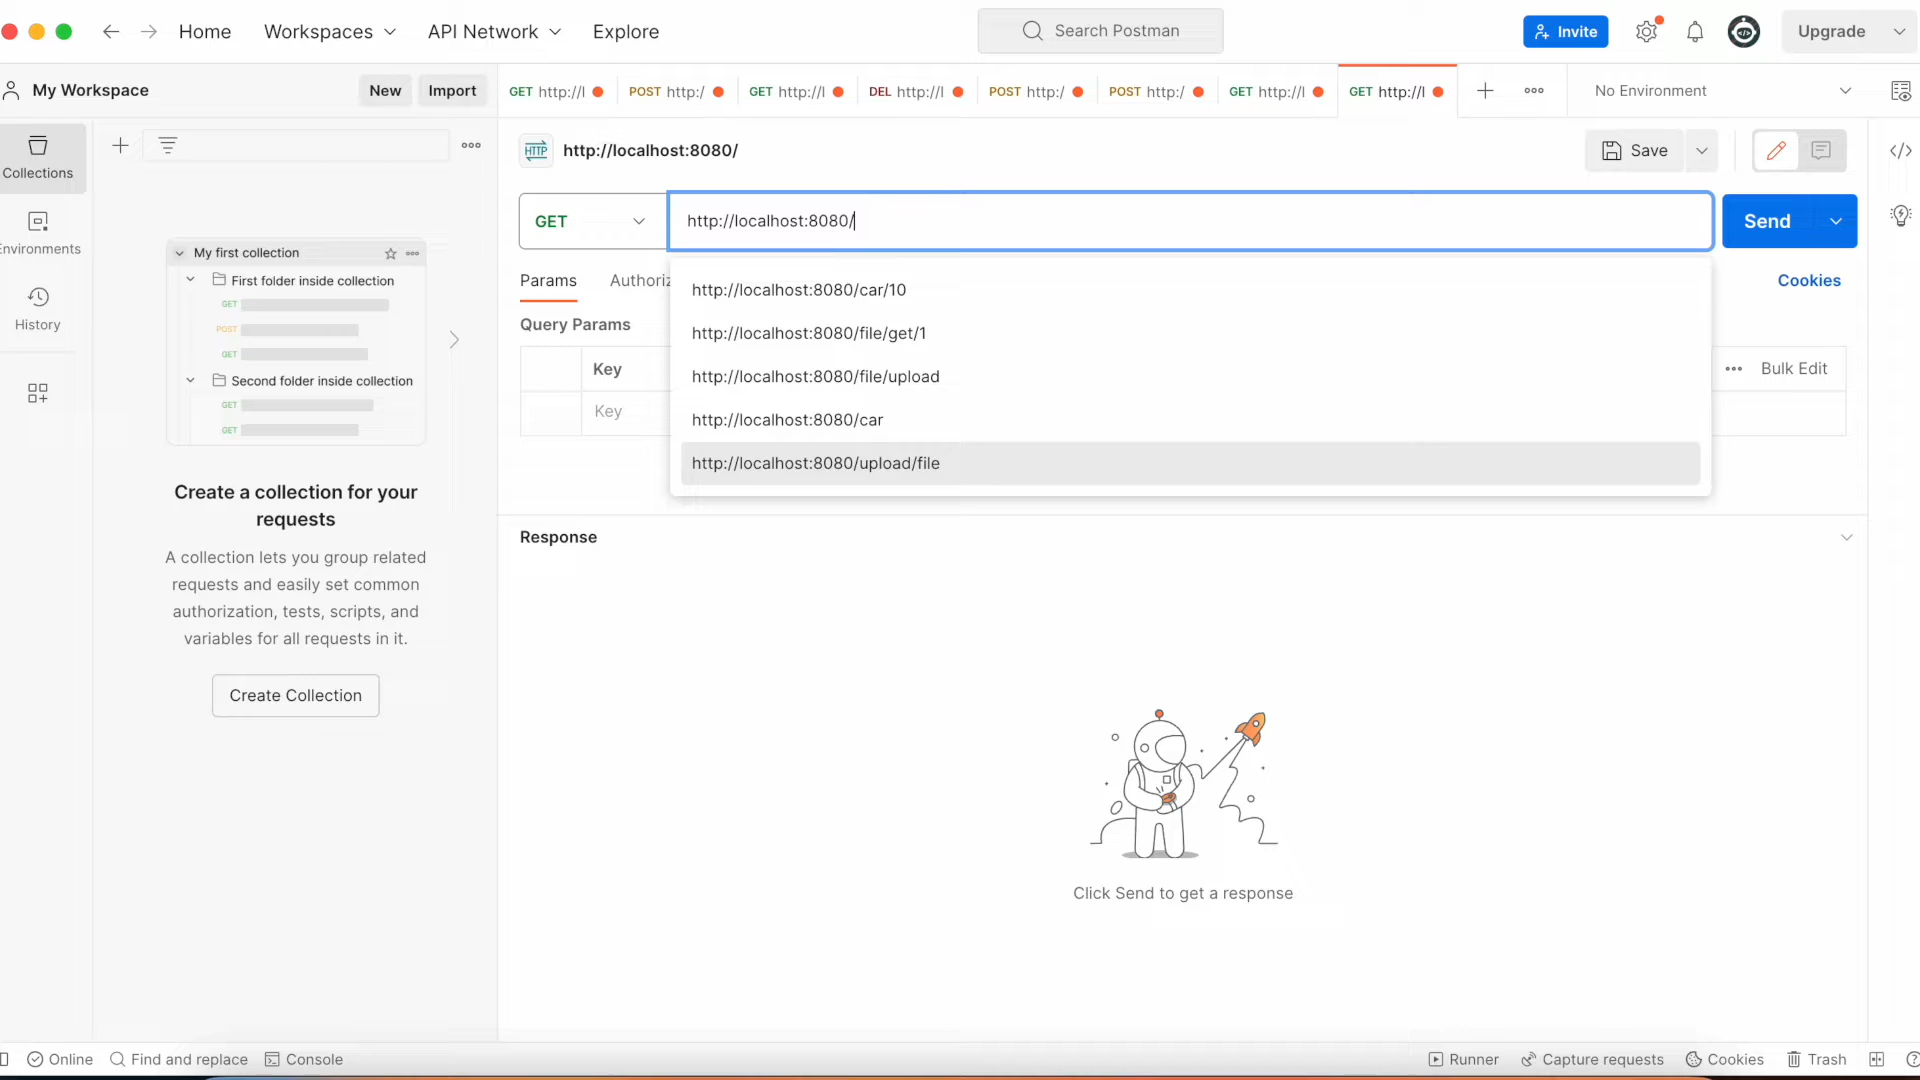 Home
Workspaces
API Network
Explore
Search Postman
Invite
Upgrade
My Workspace
New
Import
GET http://l
POST http:/
GET http://l
DEL http://l
POST http:/
POST http:/
GET http://l
GET http://l
No Environment
Collections
HTTP
http://localhost:8080/
Save
GET
http://localhost:8080/
Send
Environments
My first collection
First folder inside collection
GET
POST
GET
Second folder inside collection
GET
GET
Params
Authoriz
Cookies
http://localhost:8080/car/10
http://localhost:8080/file/get/1
http://localhost:8080/file/upload
http://localhost:8080/car
http://localhost:8080/upload/file
Query Params
Key
Bulk Edit
Key
History
Create a collection for your
requests
A collection lets you group related
requests and easily set common
authorization, tests, scripts, and
variables for all requests in it.
Create Collection
Response
Click Send to get a response
Online
Find and replace
Console
Runner
Capture requests
Cookies
Trash